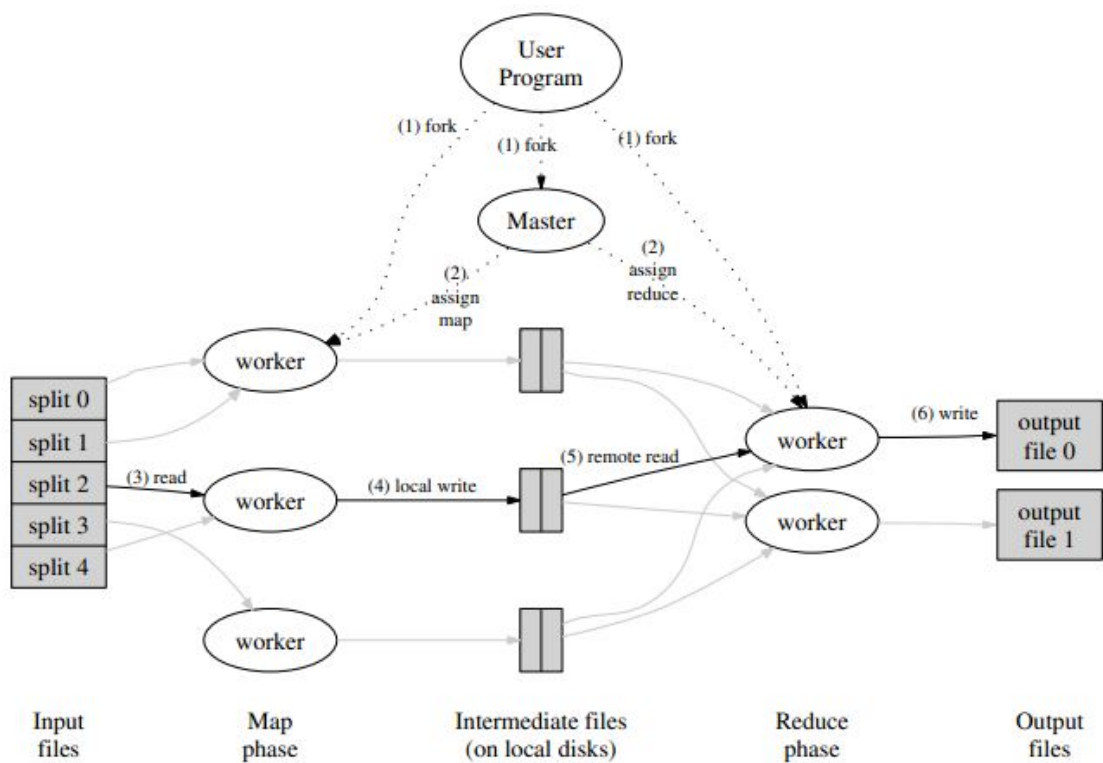 User
Program
(1) fork
(1) fork
(1) fork
Master
(2)
assign
map
(2)
assign
reduce
worker
split 0
split 1
split 2
split 3
split 4
(3) read
worker
(4) local write
worker
(5) remote read
worker
(6) write
output
file 0
worker
output
file 1
Input
files
Map
phase
Intermediate files
(on local disks)
Reduce
phase
Output
files